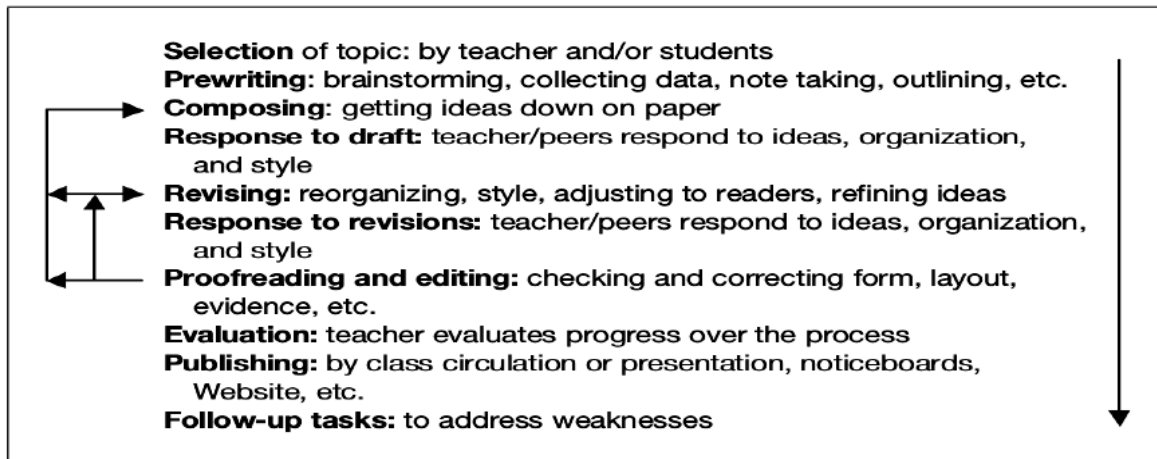 Selection of topic: by teacher and/or students
Prewriting: brainstorming, collecting data, note taking, outlining, etc.
Composing: getting ideas down on paper
Response to draft: teacher/peers respond to ideas, organization,
and style
Revising: reorganizing, style, adjusting to readers, refining ideas
Response to revisions: teacher/peers respond to ideas, organization,
and style
Proofreading and editing: checking and correcting form, layout,
evidence, etc.
Evaluation: teacher evaluates progress over the process
Publishing: by class circulation or presentation, noticeboards,
Website, etc.
Follow-up tasks: to address weaknesses